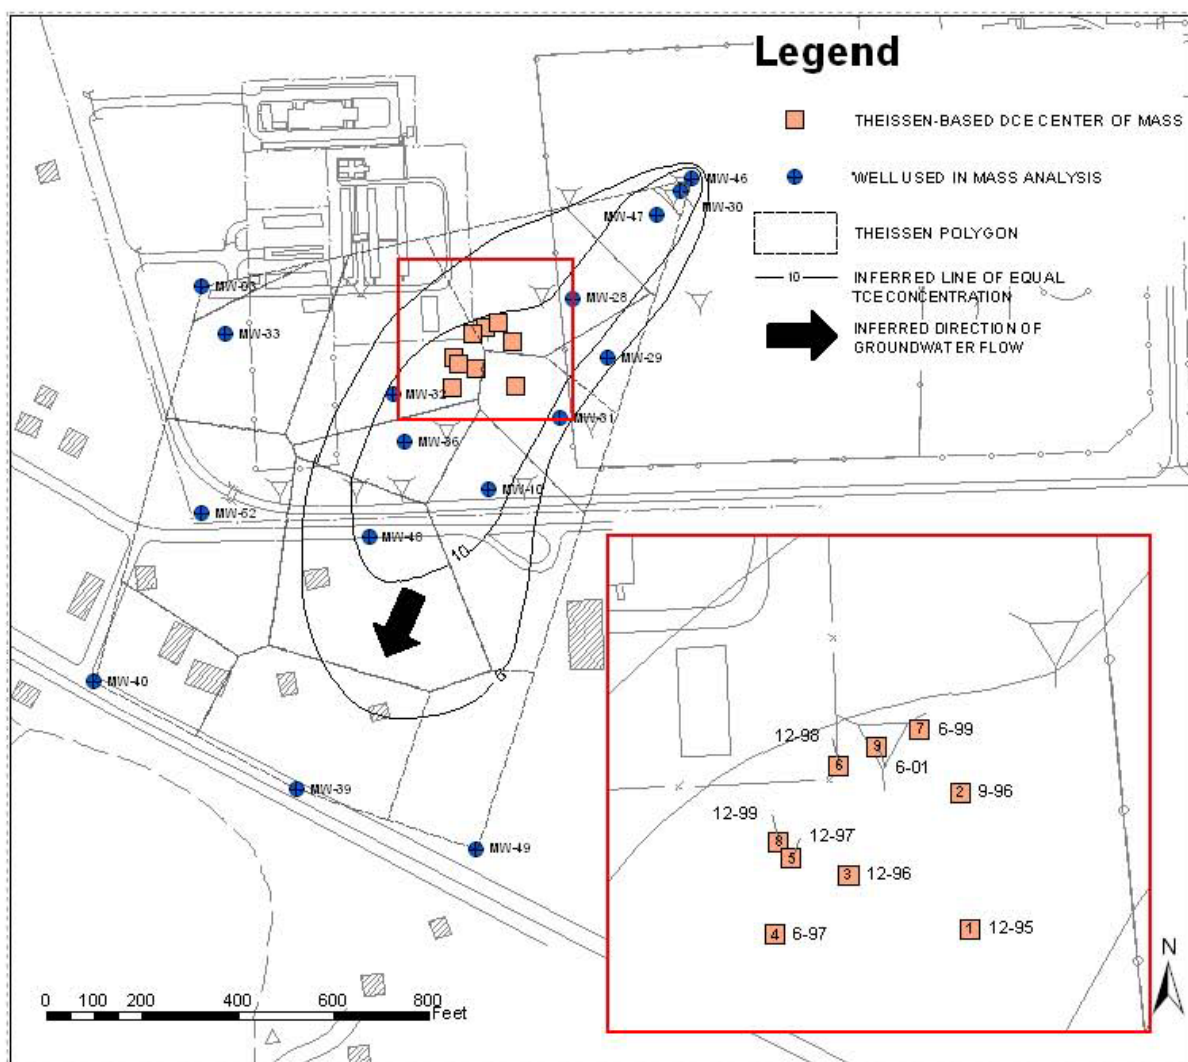 Legend
THEISSEN-BASED DCE CENTER OF MASS
WELL USED IN MASS ANALYSIS
THEISSEN POLYGON
10
INFERRED LINE OF EQUAL
TCE CONCENTRATION
INFERRED DIRECTION OF
GROUNDWATER FLOW
MW-46
MW-30
MW-47
MW-28
MW-33
MW-29
MW-32
MW-31
MW-36
MW-10
MW-52
MW-48
10
MW-40
MW-39
MW-49
12-98
7
6-99
9
6
6-01
2
9-96
12-99
12-97
8
5
3
12-96
4
6-97
1
12-95
N
0
100
200
400
600
800
Feet